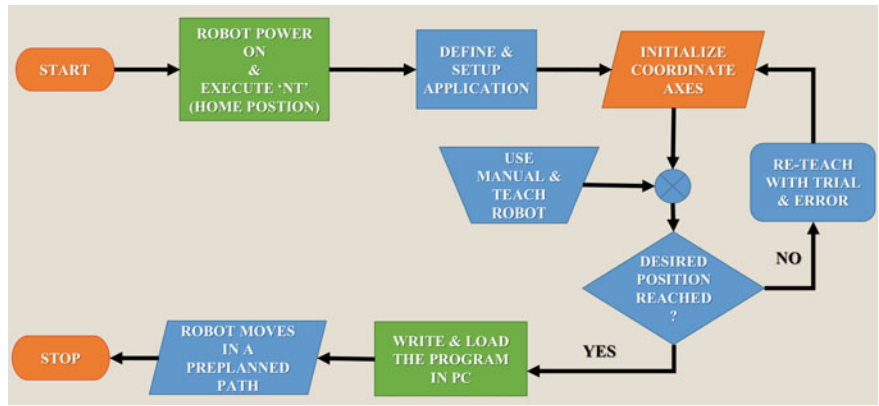 START
ROBOT POWER
ON
&
EXECUTE ‘NT’
(HOME POSTION)
DEFINE &
SETUP
APPLICATION
INITIALIZE
COORDINATE
AXES
USE
MANUAL &
TEACH
ROBOT
RE-TEACH
WITH TRIAL
& ERROR
DESIRED
POSITION
REACHED
?
NO
YES
WRITE & LOAD
THE PROGRAM
IN PC
ROBOT MOVES
IN A
PREPLANNED
PATH
STOP